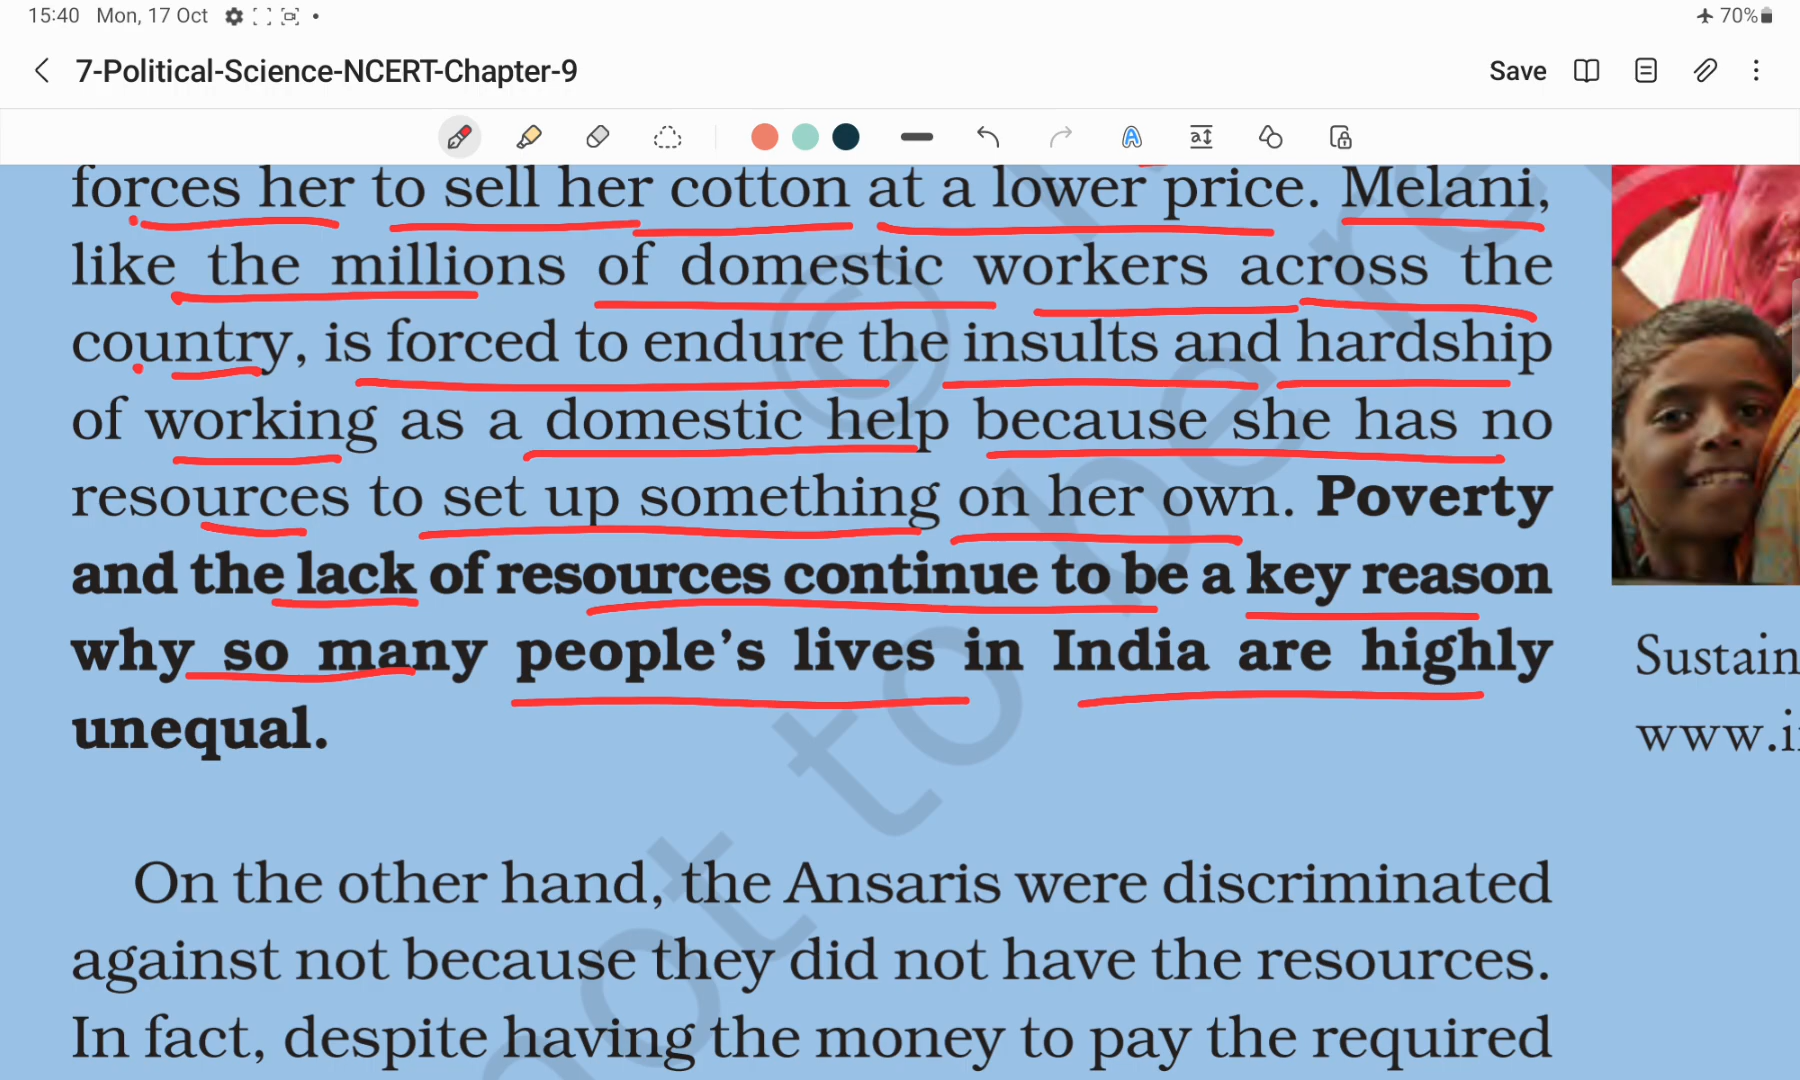 15:40 Mon, 17 Oct
70%
7-Political-Science-NCERT-Chapter-9
Save
forces her to sell her cotton at a lower price. Melani,
like the millions of domestic workers across the
country, is forced to endure the insults and hardship
of working as a domestic help because she has no
resources to set up something on her own. Poverty
and the lack of resources continue to be a key reason
why so many people’s lives in India are highly
unequal.
On the other hand, the Ansaris were discriminated
against not because they did not have the resources.
In fact, despite having the money to pay the required
Sustain
www.i
©
not to be re